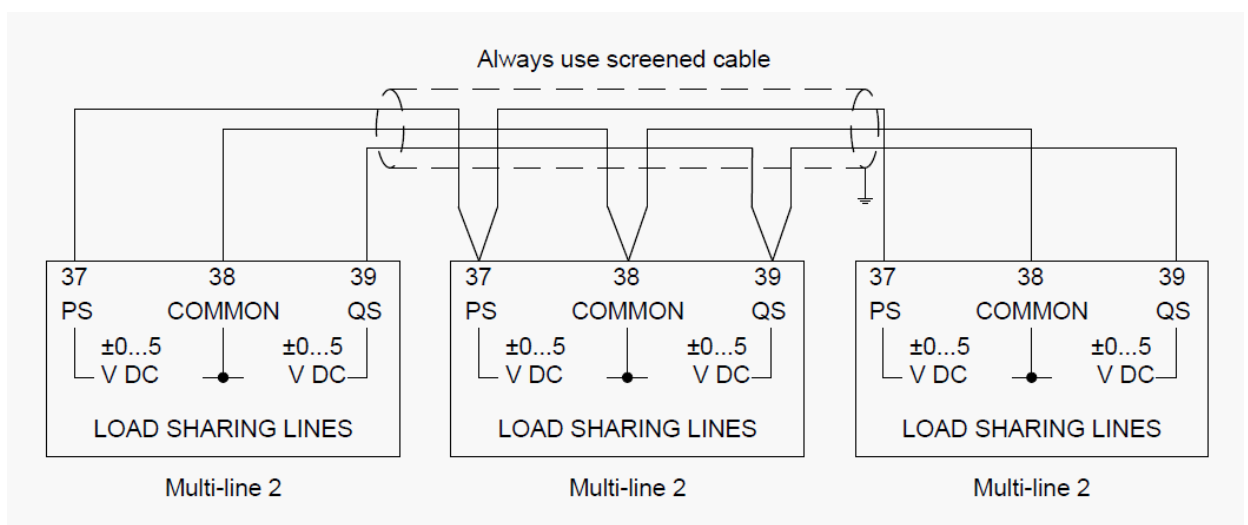 Always use screened cable
37 38 39 37 38 39 37 38 39
PS COMMON QS PS COMMON QS PS COMMON QS
±0...5 ±0...5 ±0...5 ±0...5 ±0...5 ±0...5
V DC V DC V DC V DC V DC V DC
LOAD SHARING LINES LOAD SHARING LINES LOAD SHARING LINES
Multi-line 2 Multi-line 2 Multi-line 2